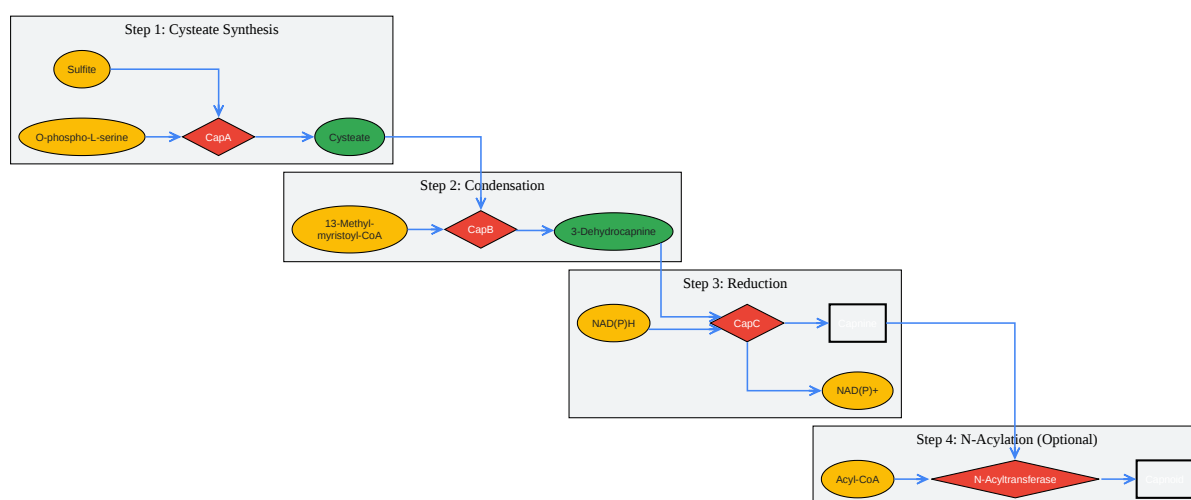 Step 1: Cysteate Synthesis
Sulfite
O-phospho-L-serine
CapA
Cysteate
Step 2: Condensation
13-Methyl-
myristoyl-CoA
CapB
3-Dehydrocapnine
Step 3: Reduction
NAD(P)H
CapC
Capnine
NAD(P)+
Step 4: N-Acylation (Optional)
Acyl-CoA
N-Acyltransferase